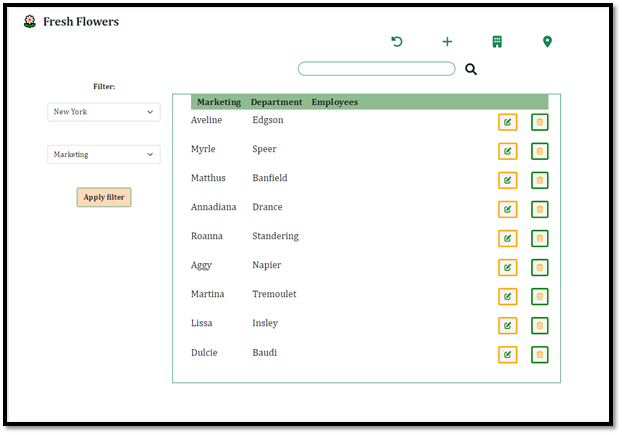 Fresh Flowers
Filter:
New York
Marketing
Apply filter
Marketing Department Employees
Aveline Edgson
Myrle Speer
Matthus Banfield
Annadiana Drance
Roanna Standering
Aggy Napier
Martina Tremoulet
Lissa Insley
Dulcie Baudi